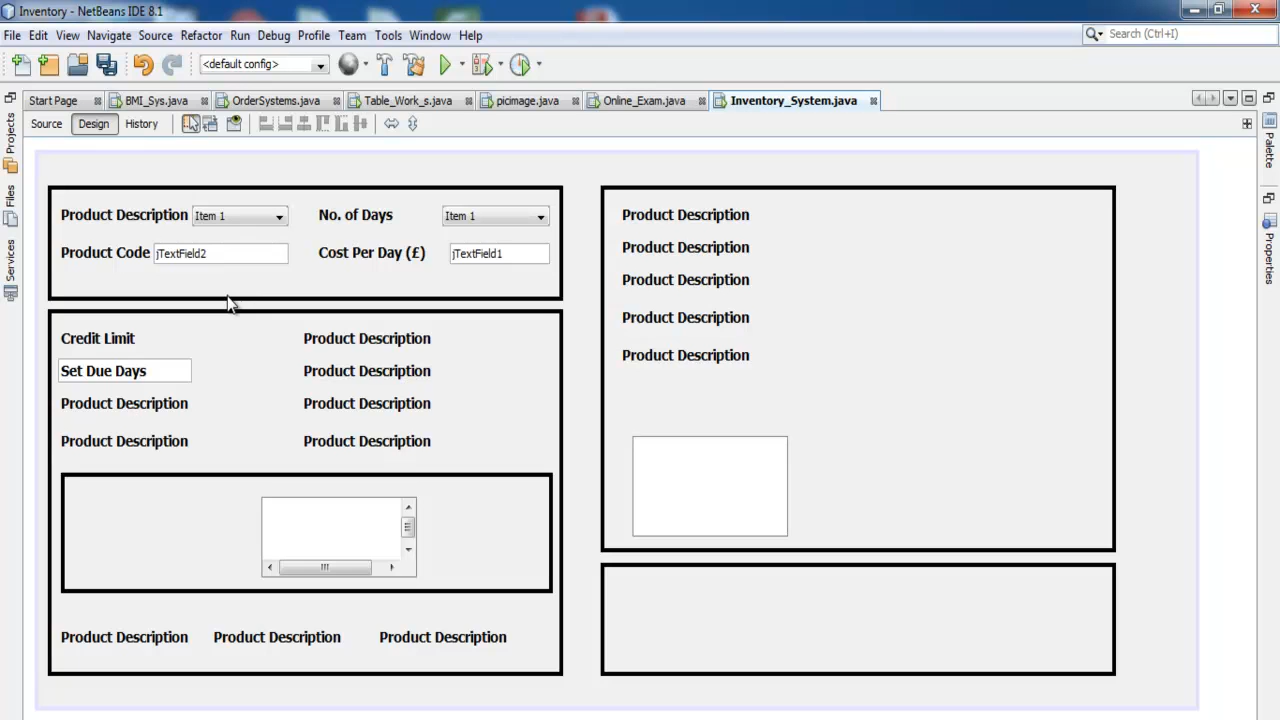 Inventory - NetBeans IDE 8.1
File Edit View Navigate Source Refactor Run Debug Profile Team Tools Window Help
Search (Ctrl+I)
<default config>
Start Page BMI_Sys.java OrderSystems.java Table_Work_s.java picimage.java Online_Exam.java Inventory_System.java
Source Design History
Projects
Files
Services
Palette
Properties
Product Description Item 1 No. of Days Item 1
Product Code jTextField2 Cost Per Day (£) jTextField1
Credit Limit Product Description
Set Due Days Product Description
Product Description Product Description
Product Description Product Description
Product Description Product Description Product Description
Product Description
Product Description
Product Description
Product Description
Product Description